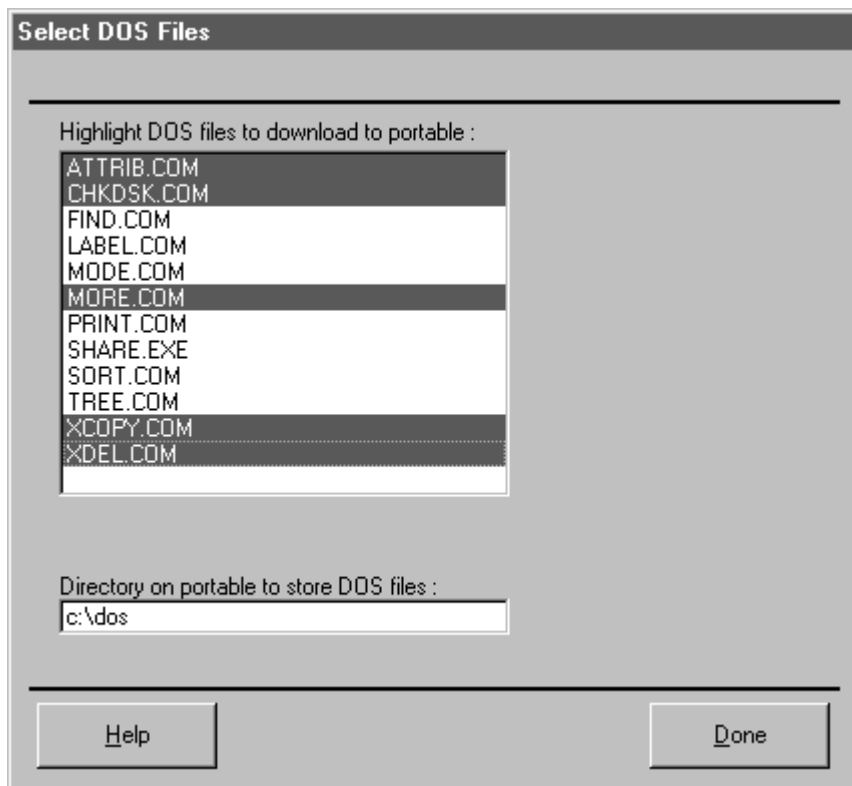 Select DOS Files
Highlight DOS files to download to portable :
ATTRIB.COM
CHKDSK.COM
FIND.COM
LABEL.COM
MODE.COM
MORE.COM
PRINT.COM
SHARE.EXE
SORT.COM
TREE.COM
XCOPY.COM
XDEL.COM
Directory on portable to store DOS files :
c:\dos
Help
Done